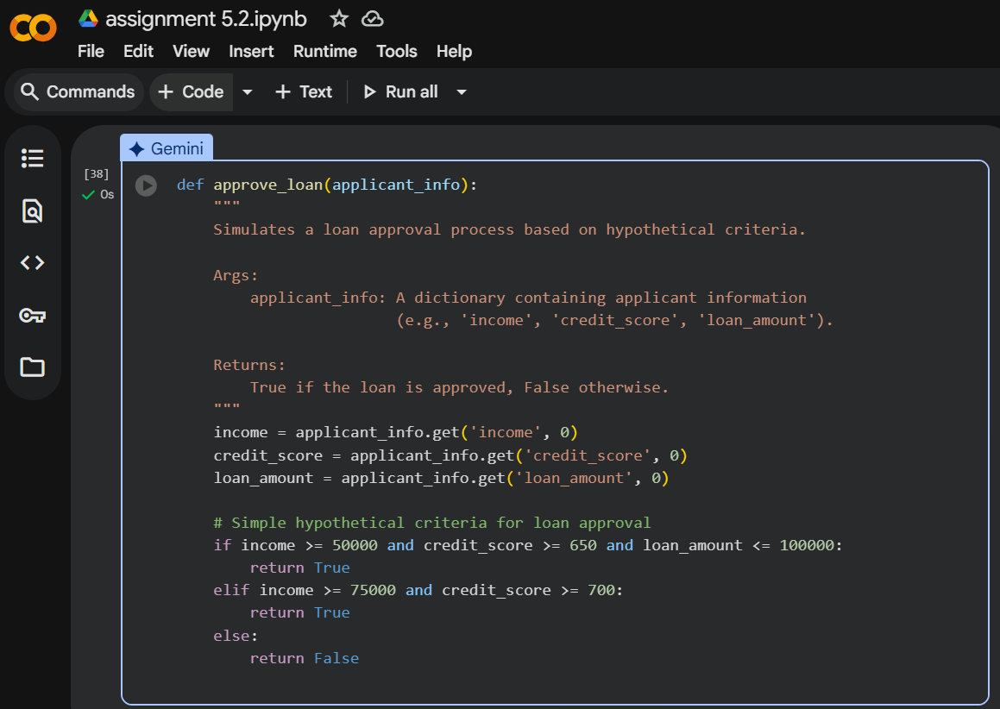 assignment 5.2.ipynb
File Edit View Insert Runtime Tools Help
Commands + Code + Text Run all
Gemini
[38]
0s
def approve_loan(applicant_info):
    """
    Simulates a loan approval process based on hypothetical criteria.

    Args:
        applicant_info: A dictionary containing applicant information
                        (e.g., 'income', 'credit_score', 'loan_amount').

    Returns:
        True if the loan is approved, False otherwise.
    """
    income = applicant_info.get('income', 0)
    credit_score = applicant_info.get('credit_score', 0)
    loan_amount = applicant_info.get('loan_amount', 0)

    # Simple hypothetical criteria for loan approval
    if income >= 50000 and credit_score >= 650 and loan_amount <= 100000:
        return True
    elif income >= 75000 and credit_score >= 700:
        return True
    else:
        return False